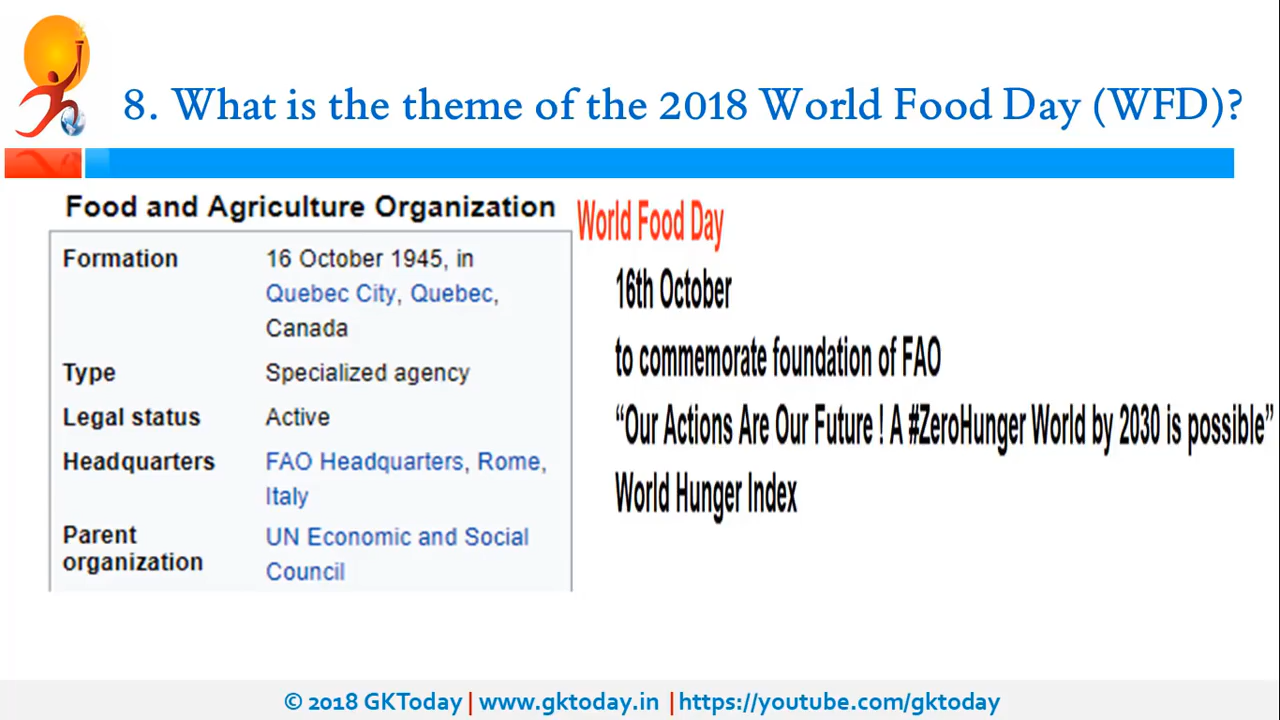 8. What is the theme of the 2018 World Food Day (WFD)?
Food and Agriculture Organization
Formation 16 October 1945, in
Quebec City, Quebec,
Canada
Type Specialized agency
Legal status Active
Headquarters FAO Headquarters, Rome,
Italy
Parent organization UN Economic and Social
Council
World Food Day
16th October
to commemorate foundation of FAO
“Our Actions Are Our Future ! A #ZeroHunger World by 2030 is possible”
World Hunger Index
© 2018 GKToday | www.gktoday.in | https://youtube.com/gktoday